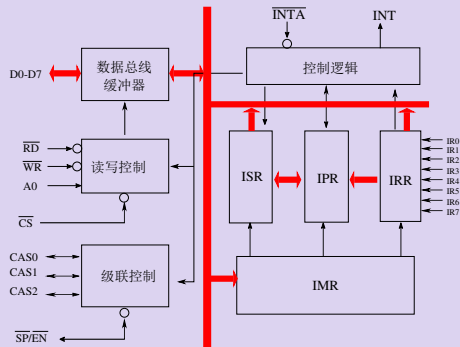 INTA
INT
D0-D7
数据总线
缓冲器
控制逻辑
RD
WR
A0
读写控制
CS
ISR
IPR
IRR
IR0
IR1
IR2
IR3
IR4
IR5
IR6
IR7
CAS0
CAS1
CAS2
级联控制
IMR
SP/EN